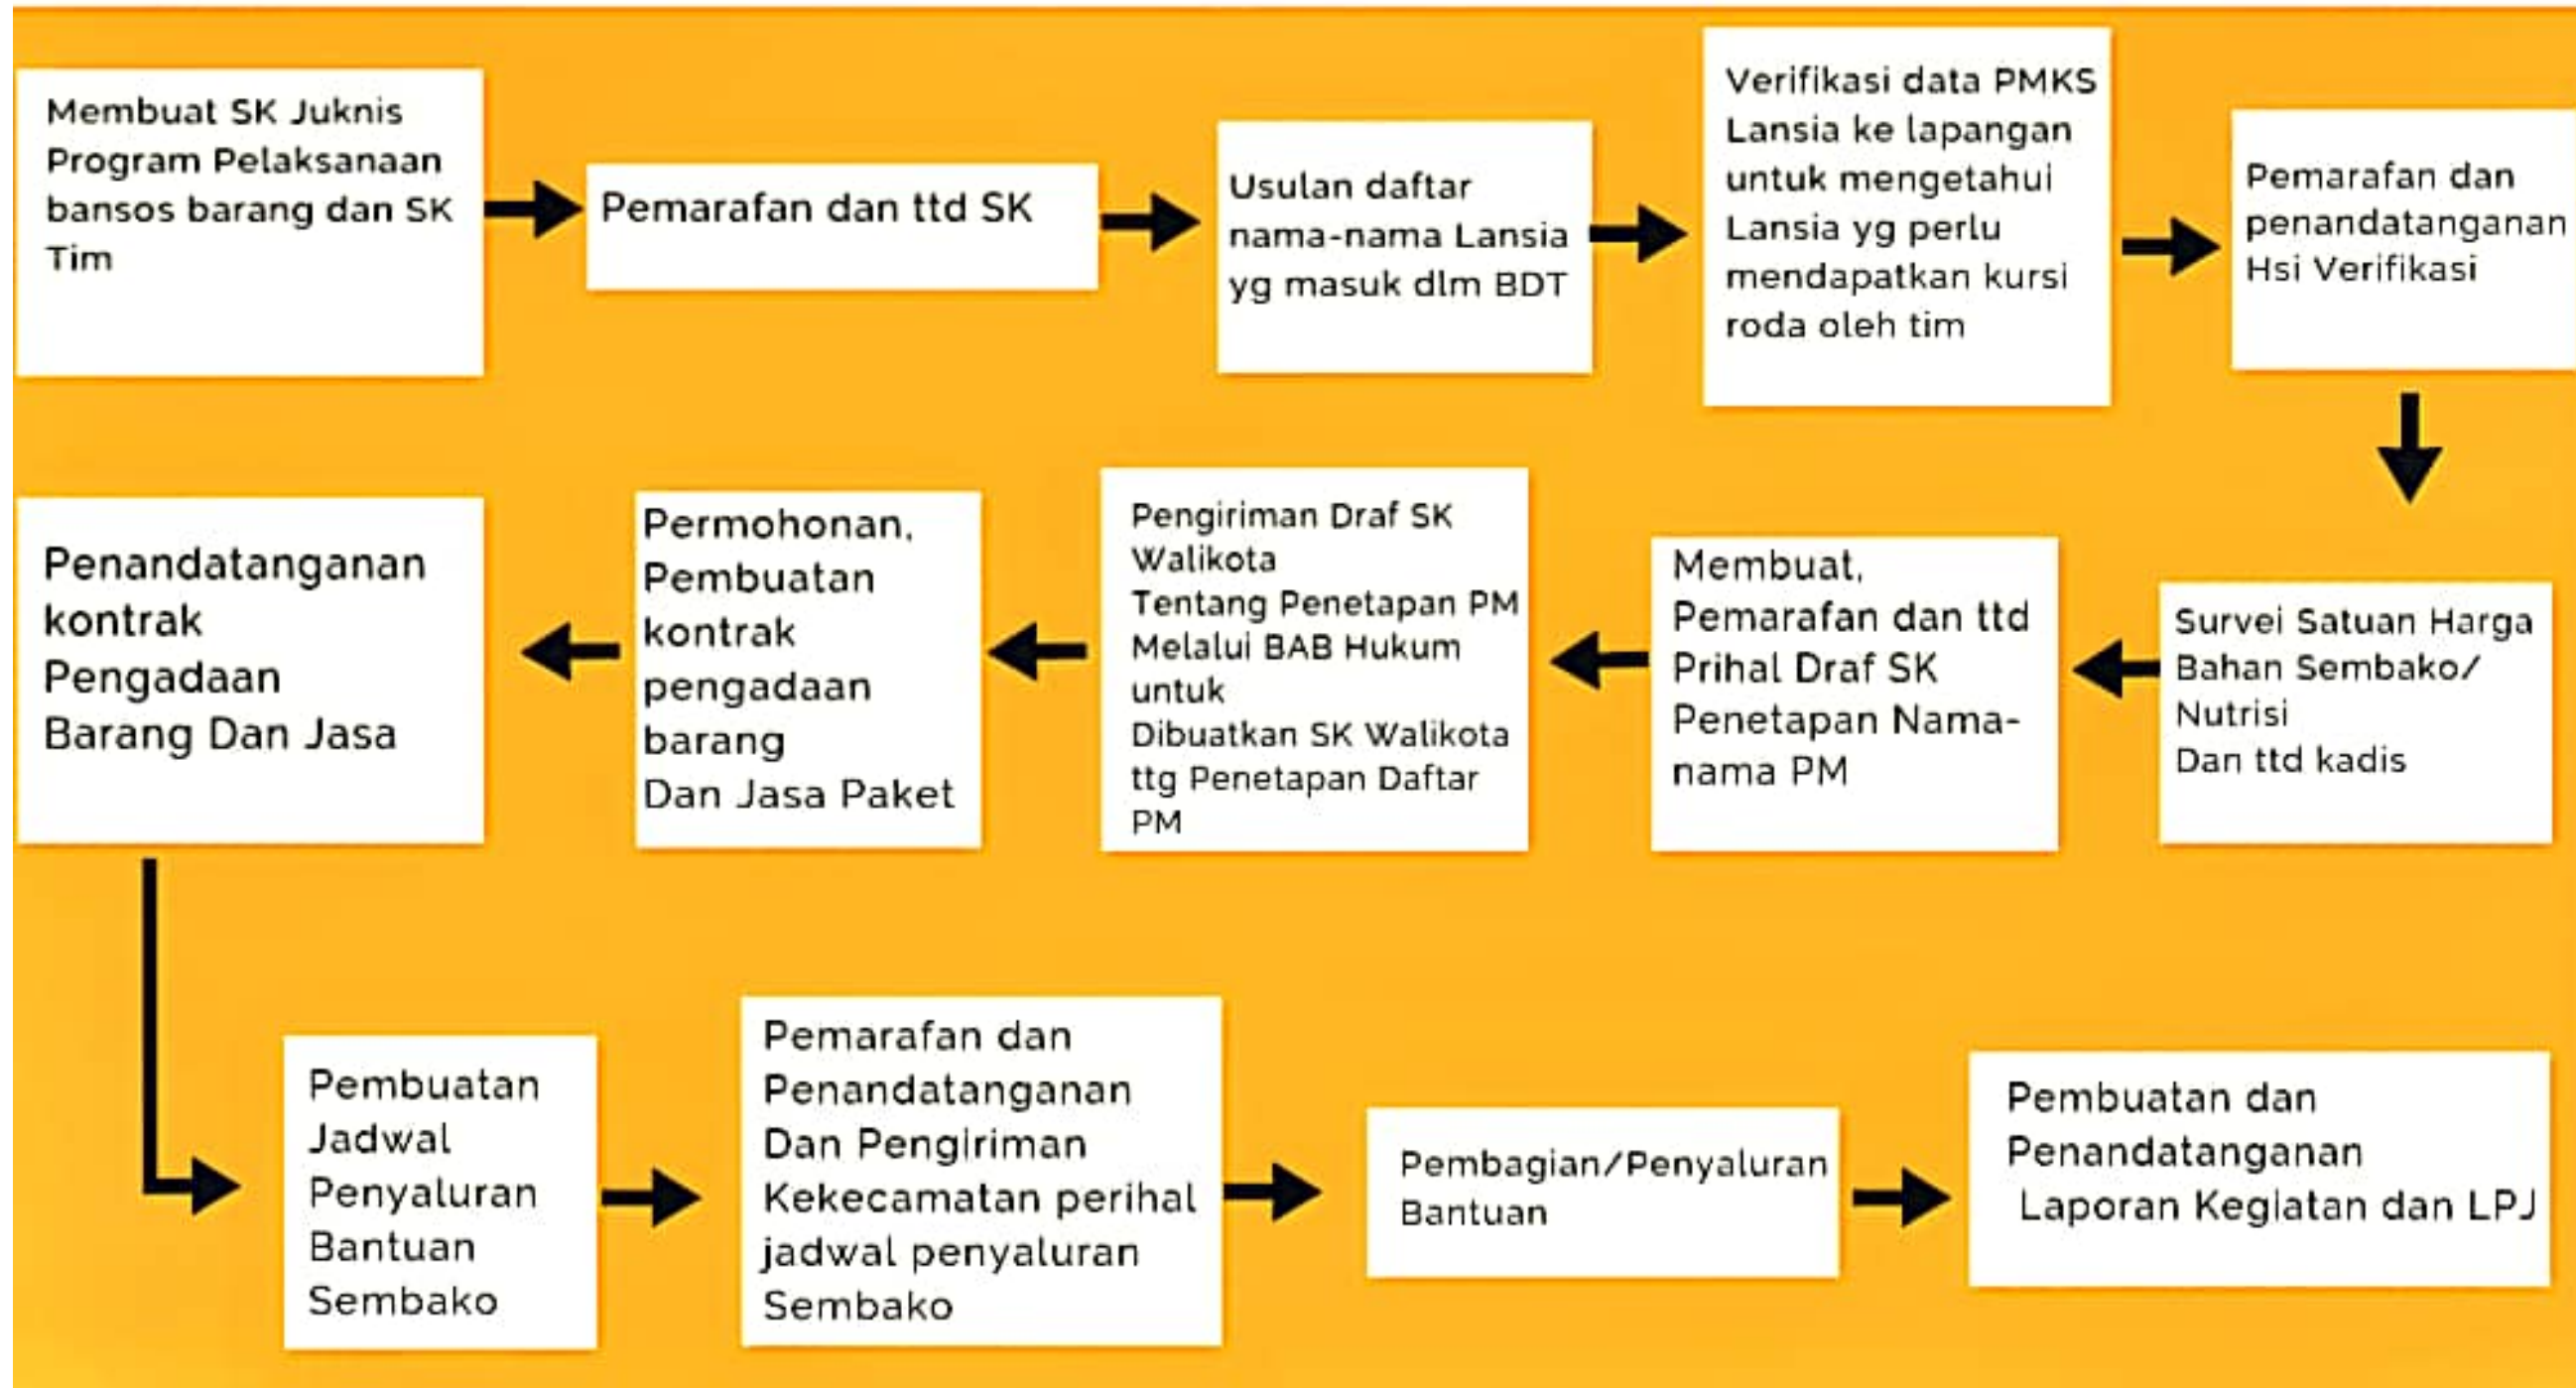 Membuat SK Juknis
Program Pelaksanaan
bansos barang dan SK
Tim
Pemarafan dan ttd SK
Usulan daftar
nama-nama Lansia
yg masuk dlm BDT
Verifikasi data PMKS
Lansia ke lapangan
untuk mengetahui
Lansia yg perlu
mendapatkan kursi
roda oleh tim
Pemarafan dan
penandatanganan
Hsi Verifikasi
Survei Satuan Harga
Bahan Sembako/
Nutrisi
Dan ttd kadis
Membuat,
Pemarafan dan ttd
Prihal Draf SK
Penetapan Nama-
nama PM
Pengiriman Draf SK
Walikota
Tentang Penetapan PM
Melalui BAB Hukum
untuk
Dibuatkan SK Walikota
ttg Penetapan Daftar
PM
Permohonan,
Pembuatan
kontrak
pengadaan
barang
Dan Jasa Paket
Penandatanganan
kontrak
Pengadaan
Barang Dan Jasa
Pembuatan
Jadwal
Penyaluran
Bantuan
Sembako
Pemarafan dan
Penandatanganan
Dan Pengiriman
Kekecamatan perihal
jadwal penyaluran
Sembako
Pembagian/Penyaluran
Bantuan
Pembuatan dan
Penandatanganan
Laporan Kegiatan dan LPJ